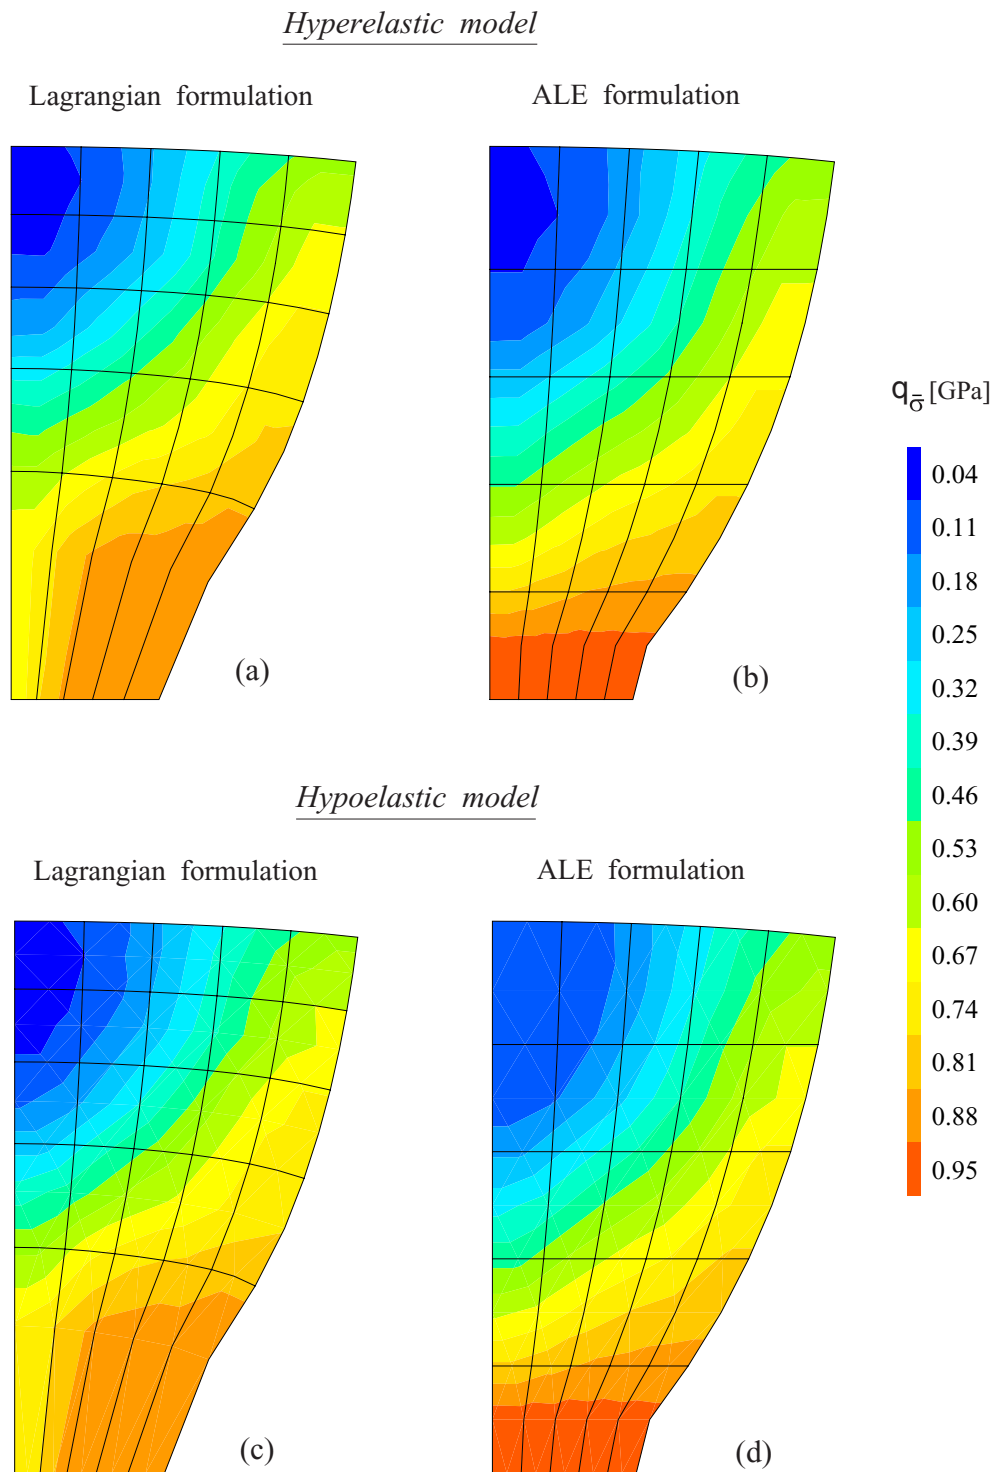 Hyperelastic model
Lagrangian formulation
ALE formulation
(a)
(b)
q_σ̄ [GPa]
0.04
0.11
0.18
0.25
0.32
0.39
0.46
0.53
0.60
0.67
0.74
0.81
0.88
0.95
Hypoelastic model
Lagrangian formulation
ALE formulation
(c)
(d)